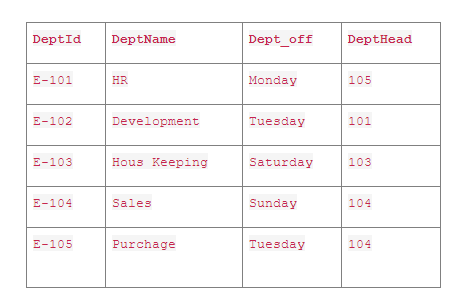 DeptId DeptName Dept_off DeptHead
E-101 HR Monday 105
E-102 Development Tuesday 101
E-103 Hous Keeping Saturday 103
E-104 Sales Sunday 104
E-105 Purchage Tuesday 104